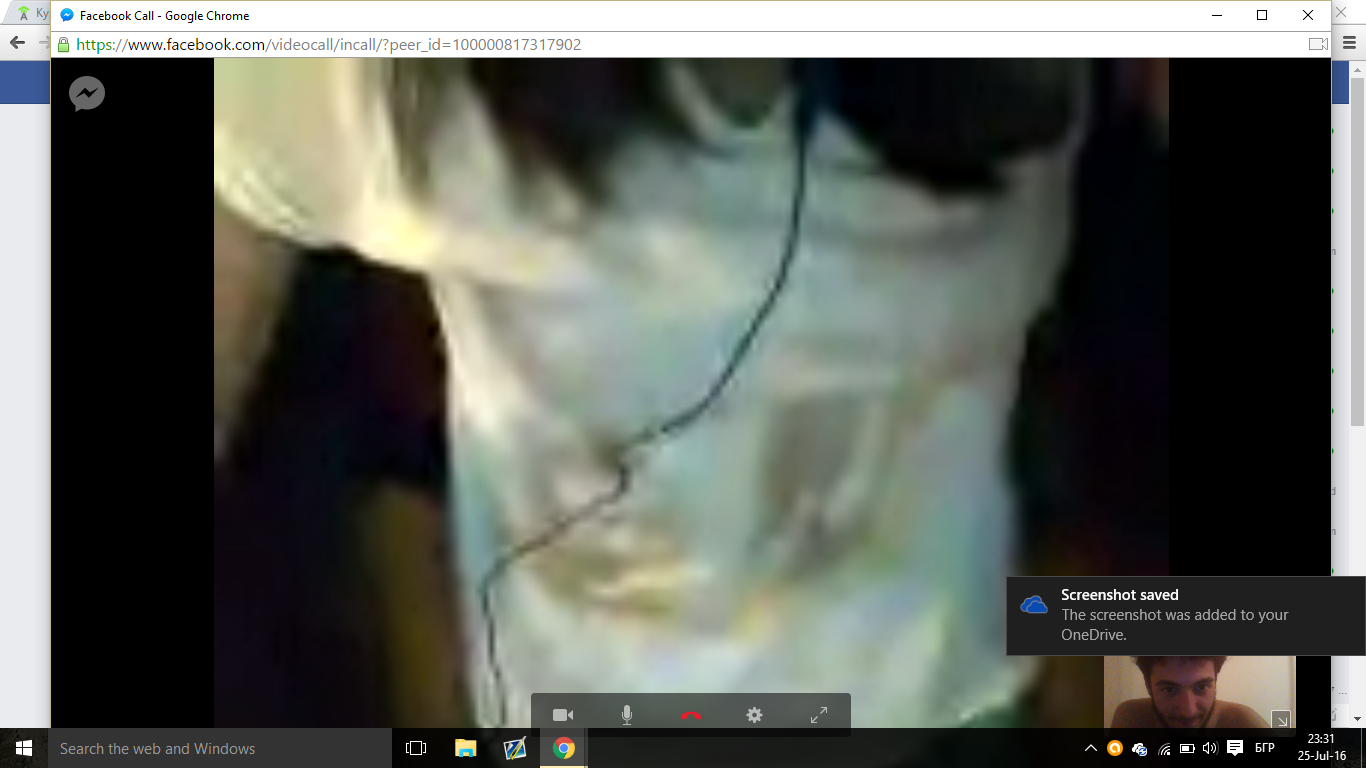 Ky
Facebook Call - Google Chrome
https://www.facebook.com/videocall/incall/?peer_id=100000817317902
Screenshot saved
The screenshot was added to your
OneDrive.
Search the web and Windows
БГР
23:31
25-Jul-16